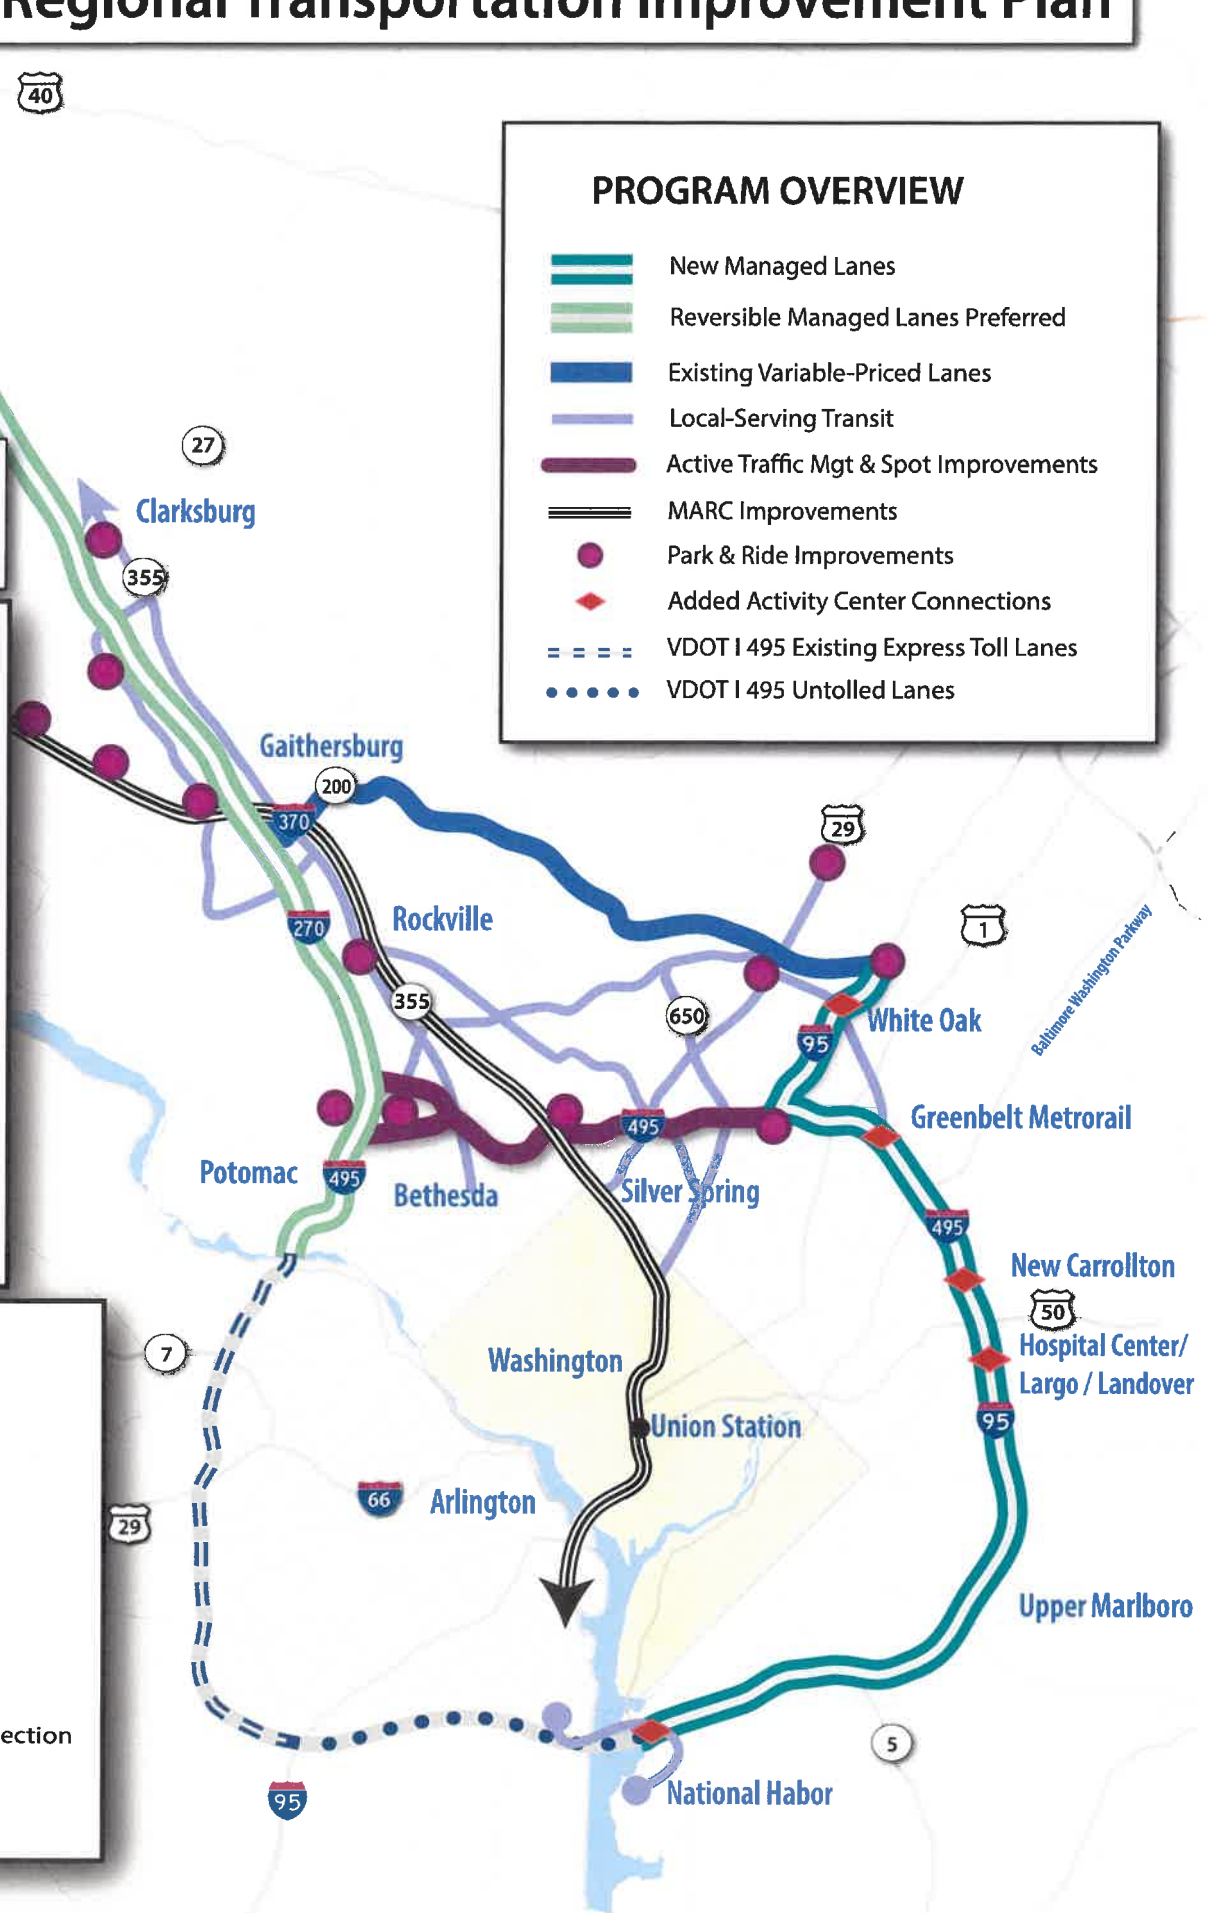 Regional Transportation Improvement Plan
40
PROGRAM OVERVIEW
New Managed Lanes
Reversible Managed Lanes Preferred
Existing Variable-Priced Lanes
Local-Serving Transit
Active Traffic Mgt & Spot Improvements
MARC Improvements
Park & Ride Improvements
Added Activity Center Connections
VDOT I 495 Existing Express Toll Lanes
VDOT I 495 Untolled Lanes
27
Clarksburg
355
Gaithersburg
200
370
29
270
Rockville
1
Baltimore Washington Parkway
355
650
White Oak
95
Greenbelt Metrorail
495
Potomac
495
Bethesda
Silver Spring
495
New Carrollton
50
7
Hospital Center/
Largo / Landover
Washington
95
Union Station
66
Arlington
29
Upper Marlboro
ection
5
95
National Habor